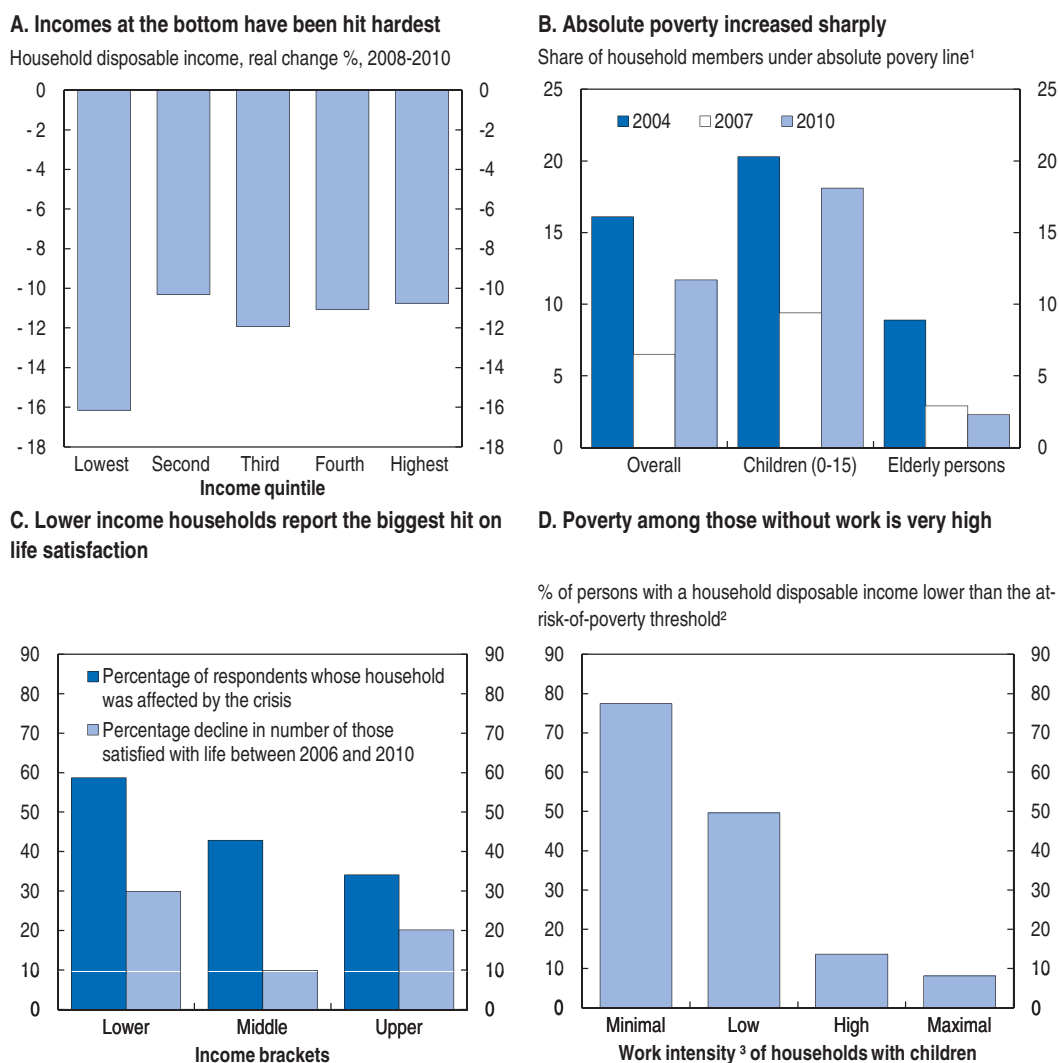 A. Incomes at the bottom have been hit hardest
Household disposable income, real change %, 2008-2010
0 0
- 2 -2
- 4 -4
- 6 -6
- 8 -8
- 10 -10
- 12 -12
- 14 -14
- 16 -16
- 18 -18
Lowest Second Third Fourth Highest
Income quintile
B. Absolute poverty increased sharply
Share of household members under absolute povery line¹
25 25
2004 2007 2010
20 20
15 15
10 10
5 5
0 0
Overall Children (0-15) Elderly persons
C. Lower income households report the biggest hit on
life satisfaction
90 90
Percentage of respondents whose household
was affected by the crisis
80 80
Percentage decline in number of those
satisfied with life between 2006 and 2010
70 70
60 60
50 50
40 40
30 30
20 20
10 10
0 0
Lower Middle Upper
Income brackets
D. Poverty among those without work is very high
% of persons with a household disposable income lower than the at-
risk-of-poverty threshold²
90 90
80 80
70 70
60 60
50 50
40 40
30 30
20 20
10 10
0 0
Minimal Low High Maximal
Work intensity ³ of households with children